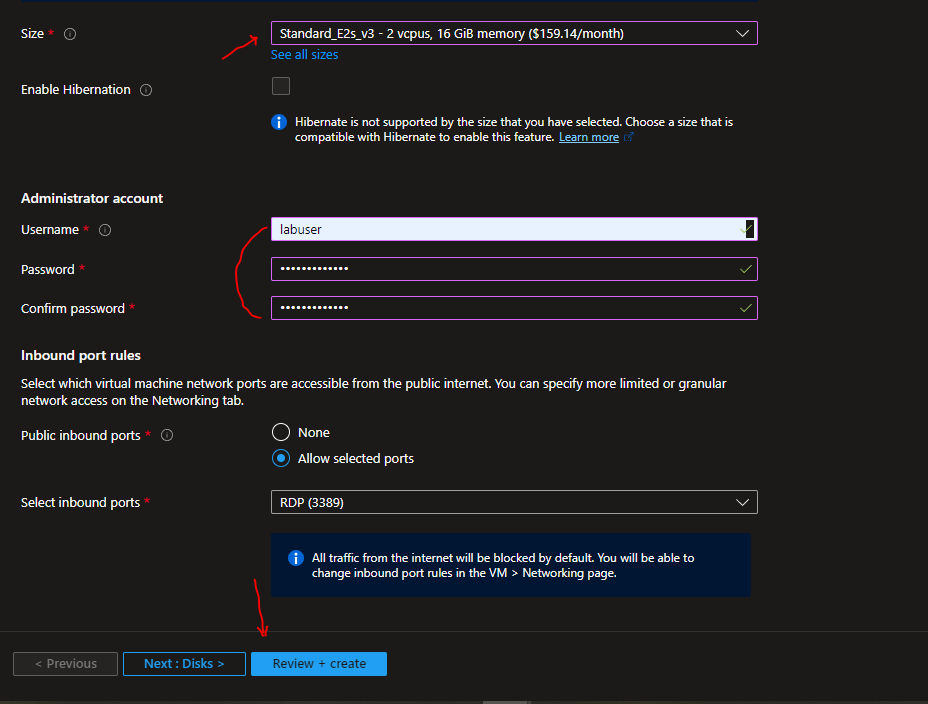 Size *
Standard_E2s_v3 - 2 vcpus, 16 GiB memory ($159.14/month)
See all sizes
Enable Hibernation
Hibernate is not supported by the size that you have selected. Choose a size that is
compatible with Hibernate to enable this feature. Learn more
Administrator account
Username *
labuser
Password *
•••••••••••••
Confirm password *
•••••••••••••
Inbound port rules
Select which virtual machine network ports are accessible from the public internet. You can specify more limited or granular
network access on the Networking tab.
Public inbound ports *
None
Allow selected ports
Select inbound ports *
RDP (3389)
All traffic from the internet will be blocked by default. You will be able to
change inbound port rules in the VM > Networking page.
< Previous
Next : Disks >
Review + create